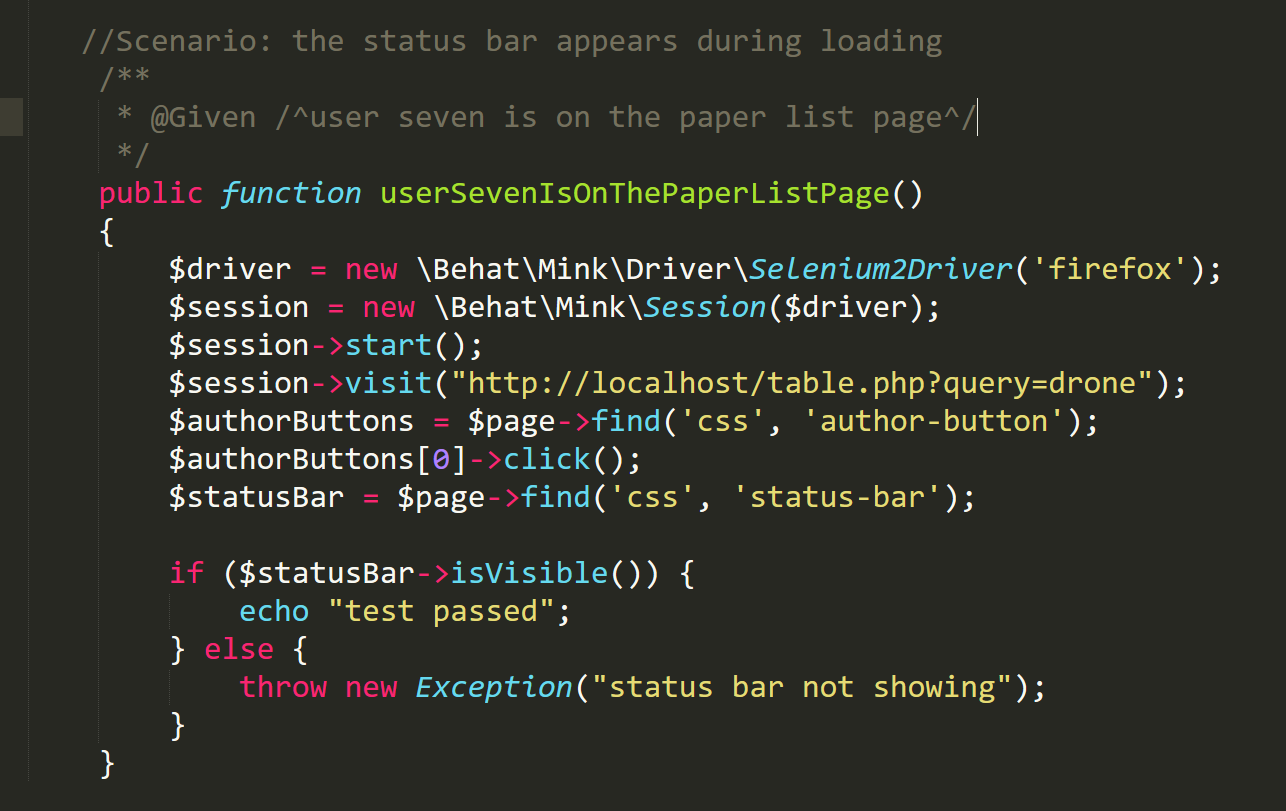 //Scenario: the status bar appears during loading
/**
* @Given /^user seven is on the paper list page^/
*/
public function userSevenIsOnThePaperListPage()
{
$driver = new \Behat\Mink\Driver\Selenium2Driver('firefox');
$session = new \Behat\Mink\Session($driver);
$session->start();
$session->visit("http://localhost/table.php?query=drone");
$authorButtons = $page->find('css', 'author-button');
$authorButtons[0]->click();
$statusBar = $page->find('css', 'status-bar');
if ($statusBar->isVisible()) {
echo "test passed";
} else {
throw new Exception("status bar not showing");
}
}